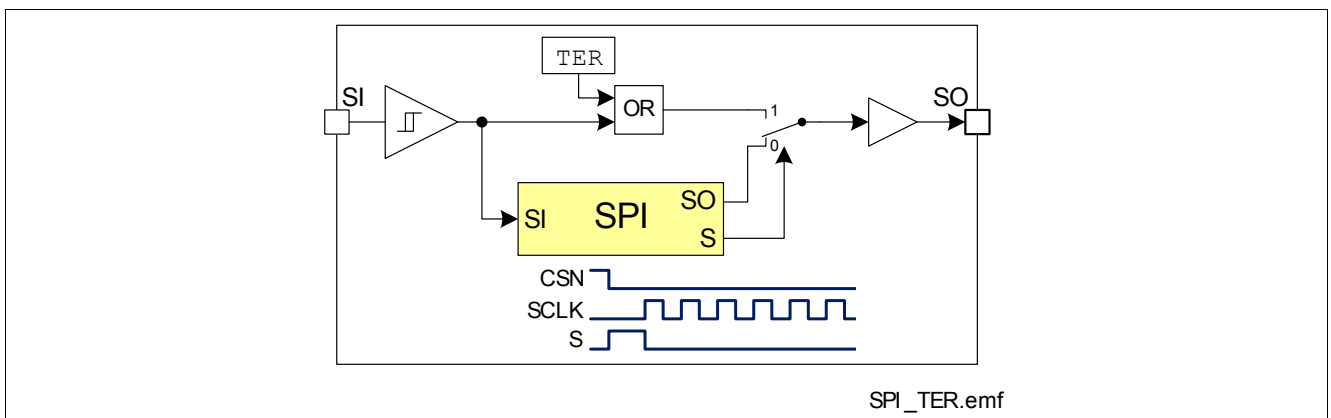 TER
SI
OR
1
SO
0
SO
SI
SPI
S
CSN
SCLK
S
SPI_TER.emf